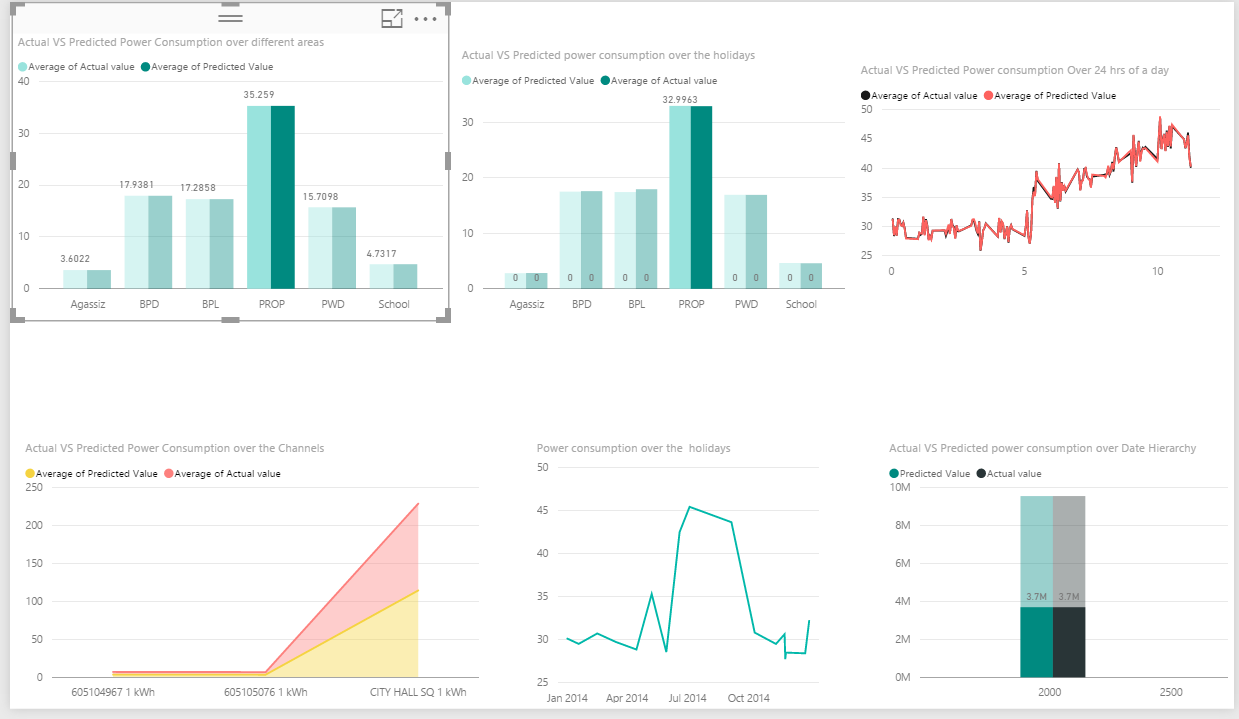 Actual VS Predicted Power Consumption over different areas
Average of Actual value Average of Predicted Value
40
30
20
10
0
3.6022
17.9381
17.2858
35.259
15.7098
4.7317
Agassiz BPD BPL PROP PWD School
Actual VS Predicted power consumption over the holidays
Average of Predicted Value Average of Actual value
30
20
10
0
32.9963
0 0 0 0 0 0 0 0 0 0
Agassiz BPD BPL PROP PWD School
Actual VS Predicted Power consumption Over 24 hrs of a day
Average of Actual value Average of Predicted Value
50
45
40
35
30
25
0 5 10
Actual VS Predicted Power Consumption over the Channels
Average of Predicted Value Average of Actual value
250
200
150
100
50
0
605104967 1 kWh 605105076 1 kWh CITY HALL SQ 1 kWh
Power consumption over the holidays
50
45
40
35
30
25
Jan 2014 Apr 2014 Jul 2014 Oct 2014
Actual VS Predicted power consumption over Date Hierarchy
Predicted Value Actual value
10M
8M
6M
4M
2M
0M
3.7M 3.7M
2000 2500